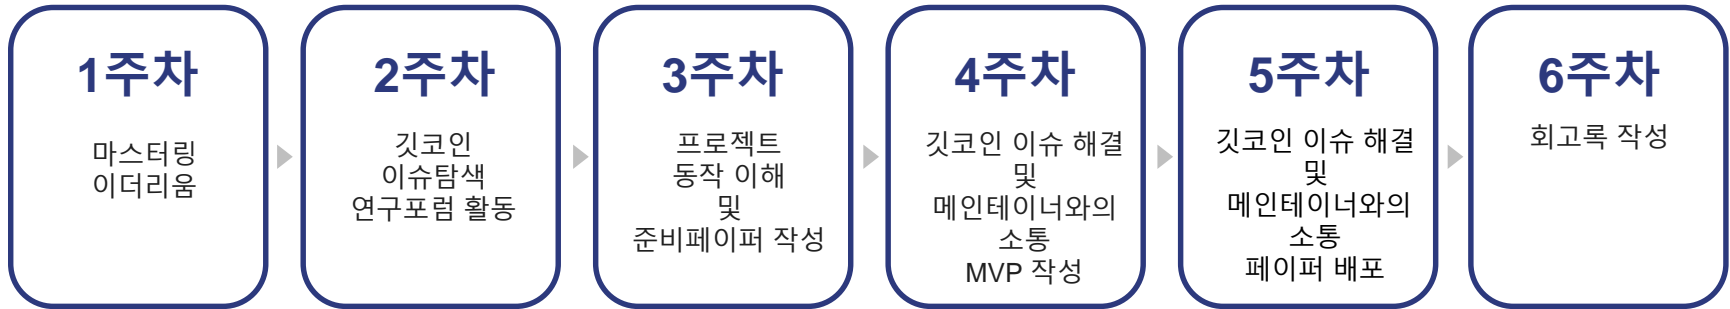 1주차
마스터링
이더리움
2주차
깃코인
이슈탐색
연구포럼 활동
3주차
프로젝트
동작 이해
및
준비페이퍼 작성
4주차
깃코인 이슈 해결
및
메인테이너와의
소통
MVP 작성
5주차
깃코인 이슈 해결
및
메인테이너와의
소통
페이퍼 배포
6주차
회고록 작성